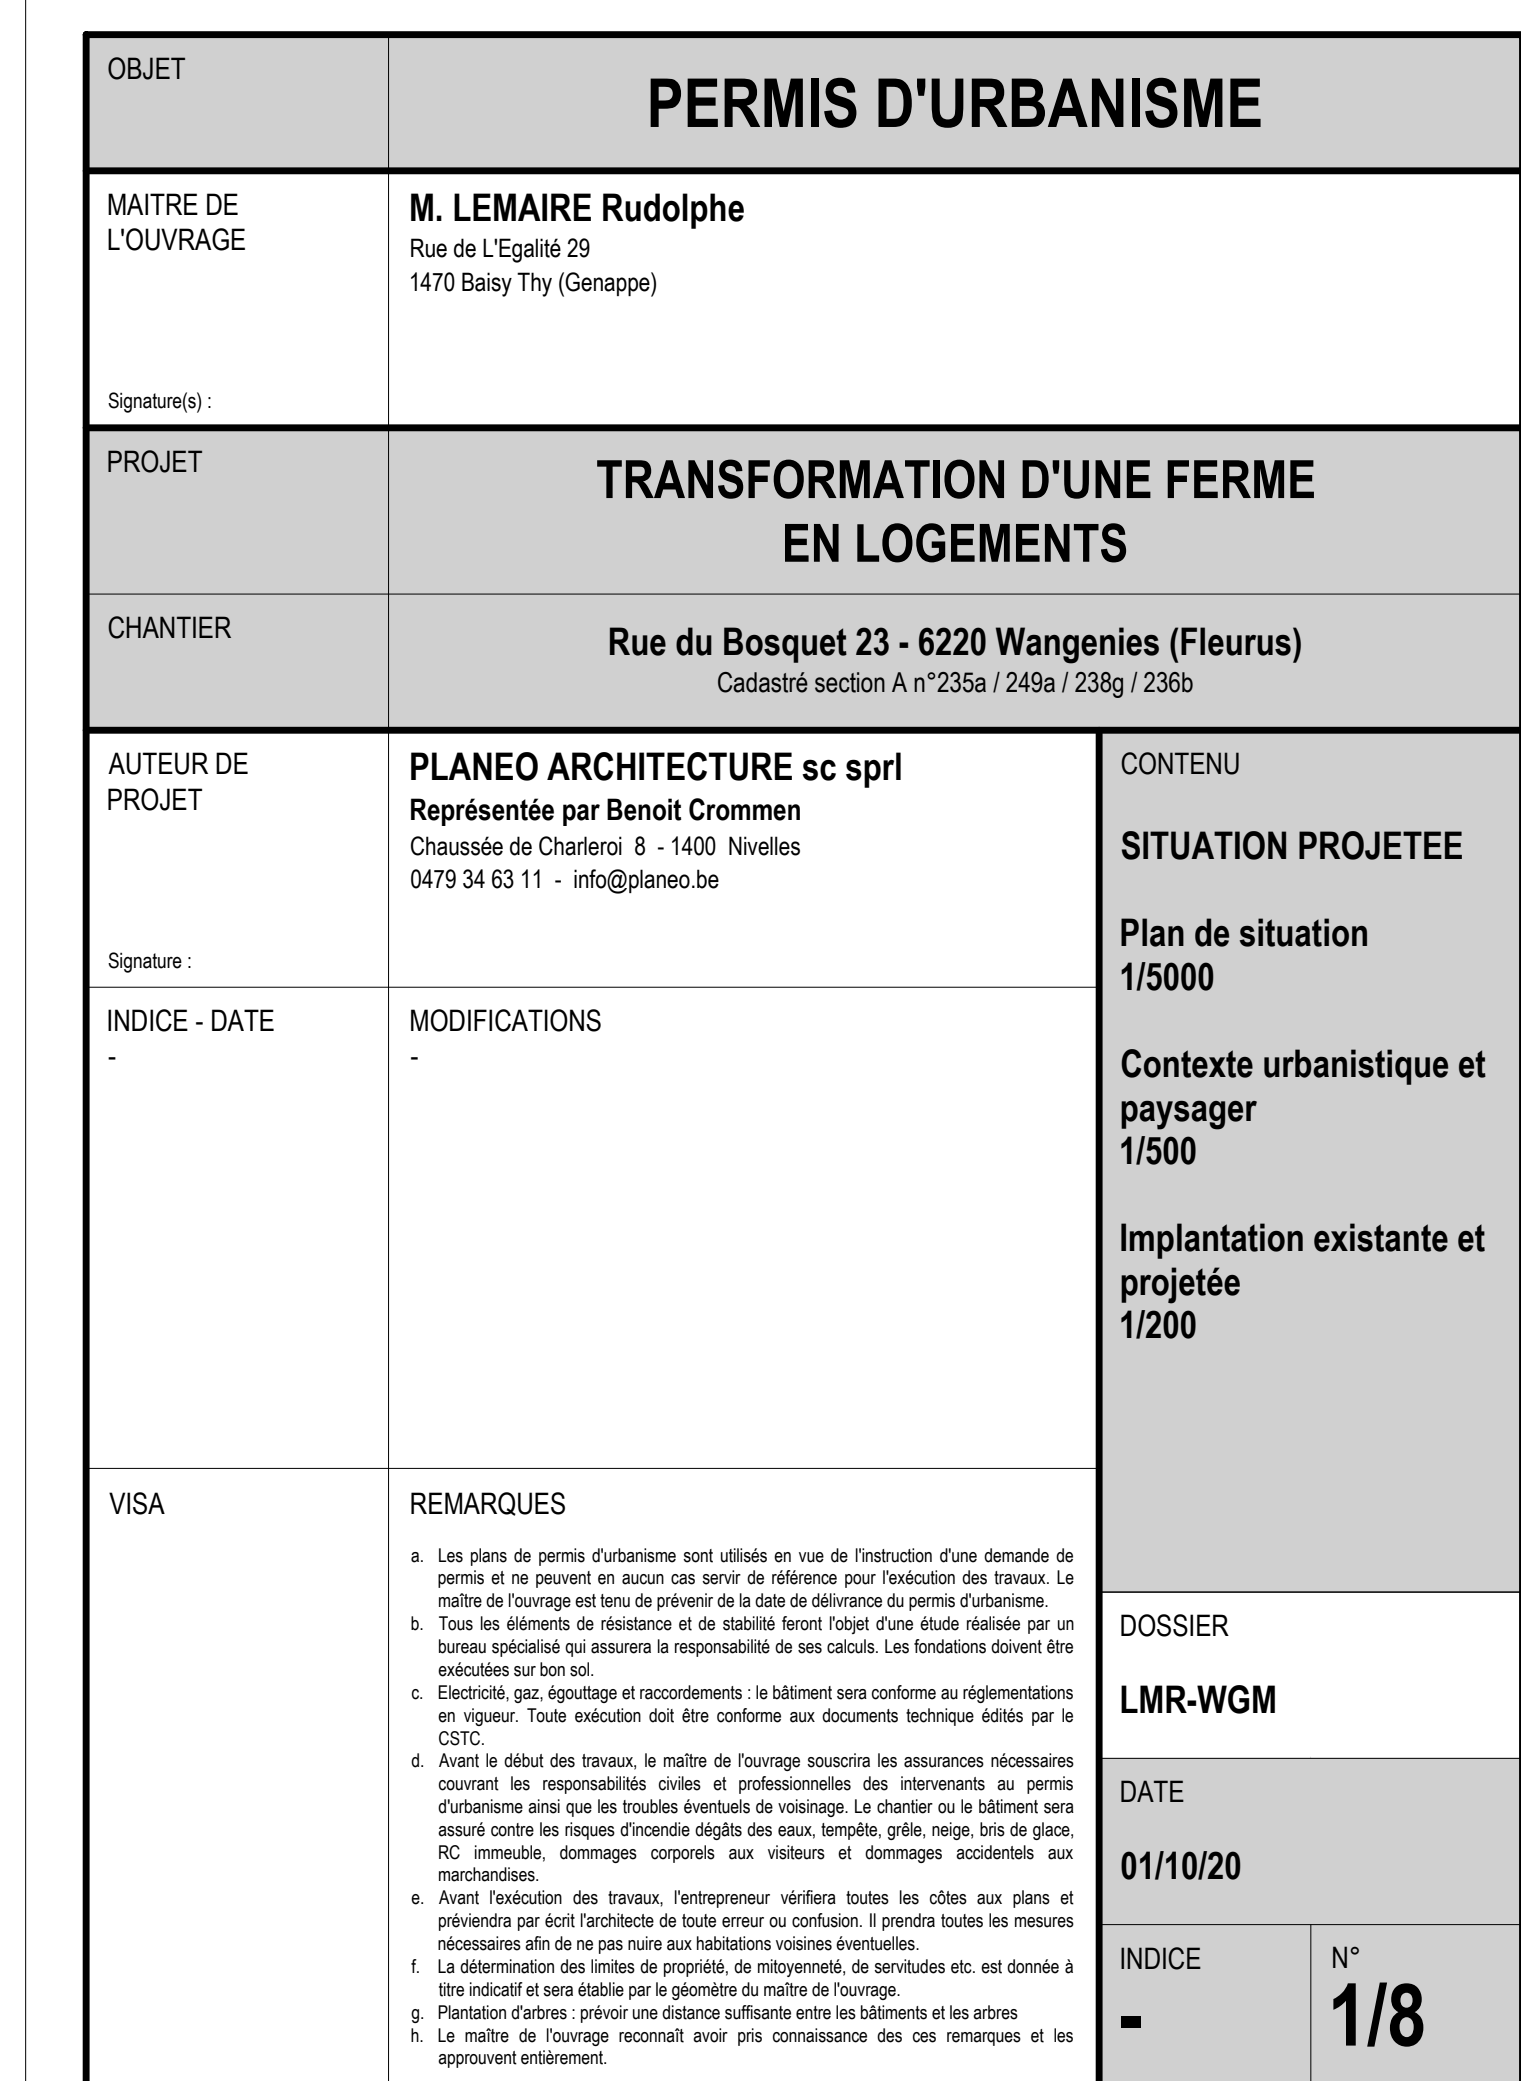 OBJET
PERMIS D'URBANISME
MAITRE DE
L'OUVRAGE
M. LEMAIRE Rudolphe
Rue de L'Egalité 29
1470 Baisy Thy (Genappe)
Signature(s) :
PROJET
TRANSFORMATION D'UNE FERME
EN LOGEMENTS
CHANTIER
Rue du Bosquet 23 - 6220 Wangenies (Fleurus)
Cadastré section A n°235a / 249a / 238g / 236b
AUTEUR DE
PROJET
PLANEO ARCHITECTURE sc sprl
Représentée par Benoit Crommen
Chaussée de Charleroi 8 - 1400 Nivelles
0479 34 63 11 - info@planeo.be
Signature :
CONTENU
SITUATION PROJETEE
Plan de situation
1/5000
Contexte urbanistique et
paysager
1/500
Implantation existante et
projetée
1/200
INDICE - DATE
-
MODIFICATIONS
-
VISA
REMARQUES
a. Les plans de permis d'urbanisme sont utilisés en vue de l'instruction d'une demande de
permis et ne peuvent en aucun cas servir de référence pour l'exécution des travaux. Le
maître de l'ouvrage est tenu de prévenir de la date de délivrance du permis d'urbanisme.
b. Tous les éléments de résistance et de stabilité feront l'objet d'une étude réalisée par un
bureau spécialisé qui assurera la responsabilité de ses calculs. Les fondations doivent être
exécutées sur bon sol.
c. Electricité, gaz, égouttage et raccordements : le bâtiment sera conforme au réglementations
en vigueur. Toute exécution doit être conforme aux documents technique édités par le
CSTC.
d. Avant le début des travaux, le maître de l'ouvrage souscrira les assurances nécessaires
couvrant les responsabilités civiles et professionnelles des intervenants au permis
d'urbanisme ainsi que les troubles éventuels de voisinage. Le chantier ou le bâtiment sera
assuré contre les risques d'incendie dégâts des eaux, tempête, grêle, neige, bris de glace,
RC immeuble, dommages corporels aux visiteurs et dommages accidentels aux
marchandises.
e. Avant l'exécution des travaux, l'entrepreneur vérifiera toutes les côtes aux plans et
préviendra par écrit l'architecte de toute erreur ou confusion. Il prendra toutes les mesures
nécessaires afin de ne pas nuire aux habitations voisines éventuelles.
f. La détermination des limites de propriété, de mitoyenneté, de servitudes etc. est donnée à
titre indicatif et sera établie par le géomètre du maître de l'ouvrage.
g. Plantation d'arbres : prévoir une distance suffisante entre les bâtiments et les arbres
h. Le maître de l'ouvrage reconnaît avoir pris connaissance des ces remarques et les
approuvent entièrement.
DOSSIER
LMR-WGM
DATE
01/10/20
INDICE
-
N°
1/8